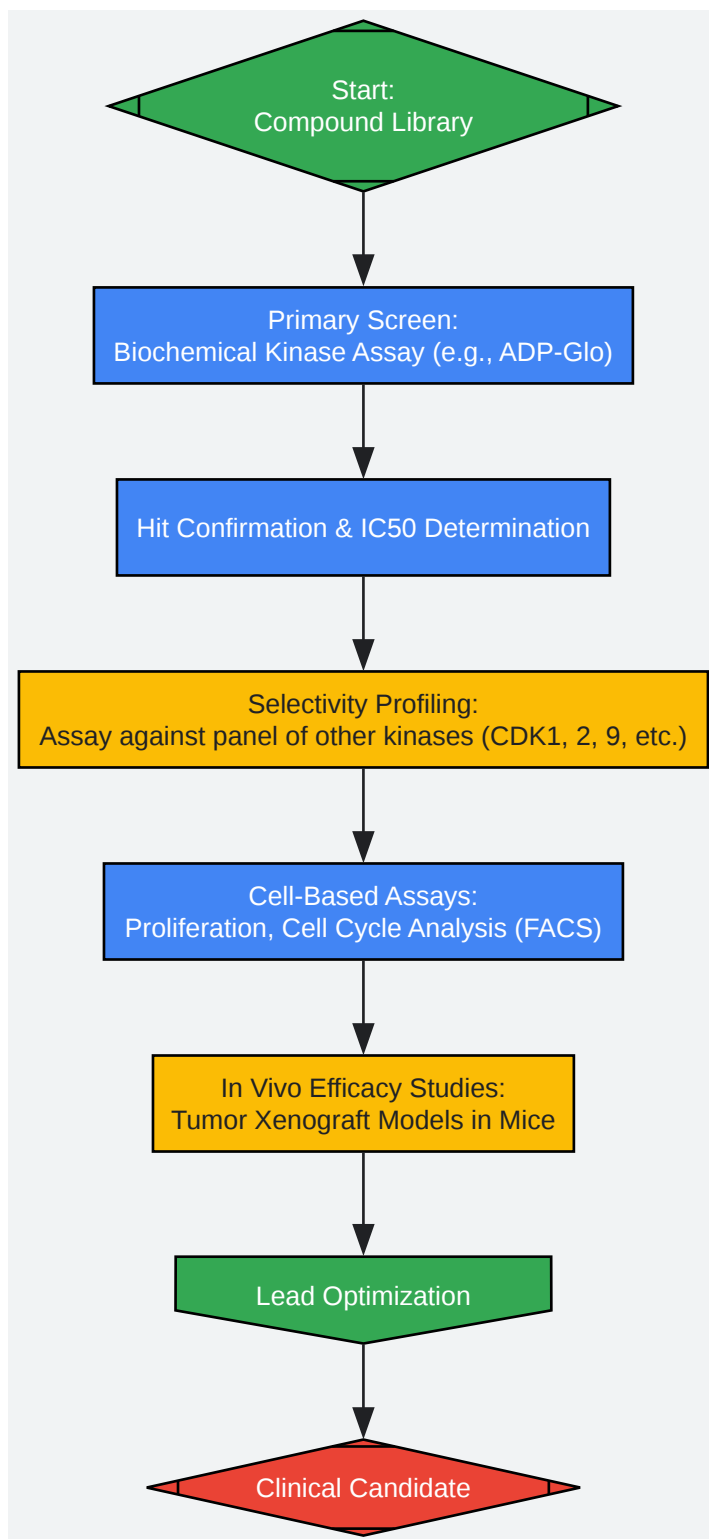 Start:
Compound Library
Primary Screen:
Biochemical Kinase Assay (e.g., ADP-Glo)
Hit Confirmation & IC50 Determination
Selectivity Profiling:
Assay against panel of other kinases (CDK1, 2, 9, etc.)
Cell-Based Assays:
Proliferation, Cell Cycle Analysis (FACS)
In Vivo Efficacy Studies:
Tumor Xenograft Models in Mice
Lead Optimization
Clinical Candidate